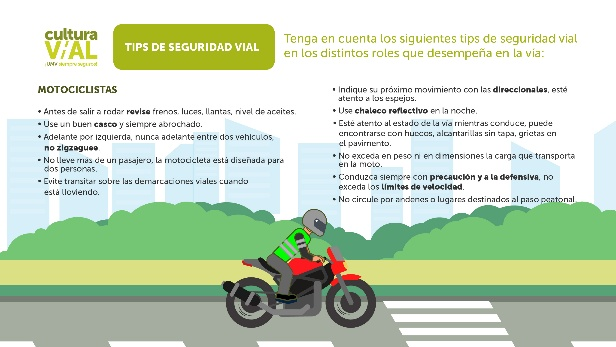 cultura
VIAL
¡UMV siempre seguros!
TIPS DE SEGURIDAD VIAL
Tenga en cuenta los siguientes tips de seguridad vial
en los distintos roles que desempeña en la vía:
MOTOCICLISTAS
• Antes de salir a rodar revise frenos, luces, llantas, nivel de aceites.
• Use un buen casco y siempre abrochado.
• Adelante por izquierda, nunca adelante entre dos vehículos,
no zigzaguee.
• No lleve más de un pasajero, la motocicleta está diseñada para
dos personas.
• Evite transitar sobre las demarcaciones viales cuando
está lloviendo.
• Indique su próximo movimiento con las direccionales, esté
atento a los espejos.
• Use chaleco reflectivo en la noche.
• Esté atento al estado de la vía mientras conduce, puede
encontrarse con huecos, alcantarillas sin tapa, grietas en
el pavimento.
• No exceda en peso ni en dimensiones la carga que transporta
en la moto.
• Conduzca siempre con precaución y a la defensiva, no
exceda los límites de velocidad.
• No circule por andenes o lugares destinados al paso peatonal